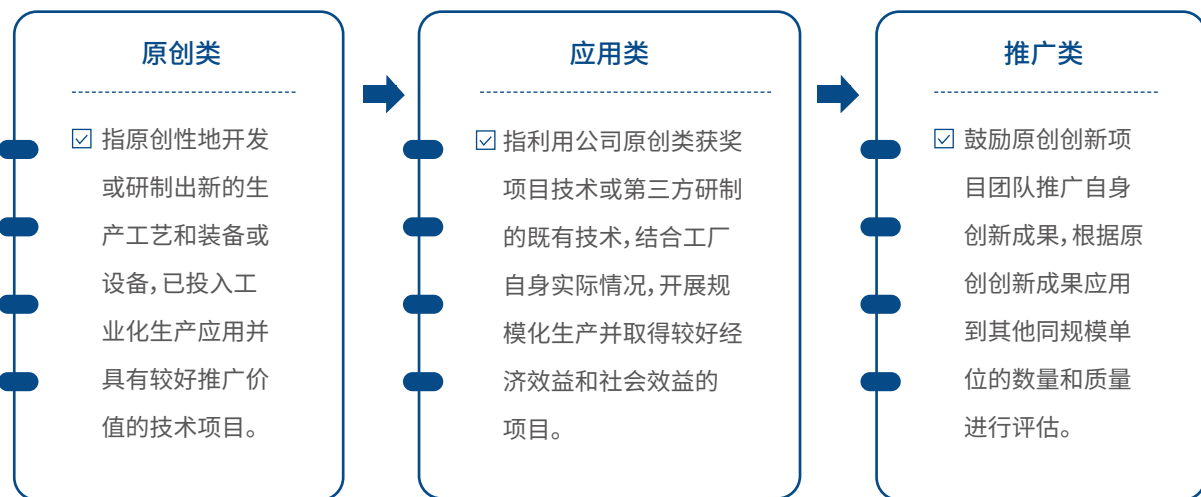 原创类
指原创性地开发
或研制出新的生
产工艺和装备或
设备,已投入工
业化生产应用并
具有较好推广价
值的技术项目。
应用类
指利用公司原创类获奖
项目技术或第三方研制
的既有技术,结合工厂
自身实际情况,开展规
模化生产并取得较好经
济效益和社会效益的
项目。
推广类
鼓励原创创新项
目团队推广自身
创新成果,根据原
创创新成果应用
到其他同规模单
位的数量和质量
进行评估。